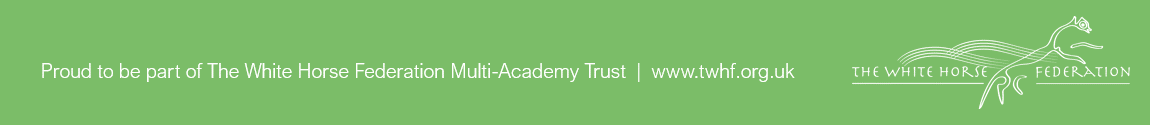 Proud to be part of The White Horse Federation Multi-Academy Trust | www.twhf.org.uk
THE WHITE HORSE FEDERATION